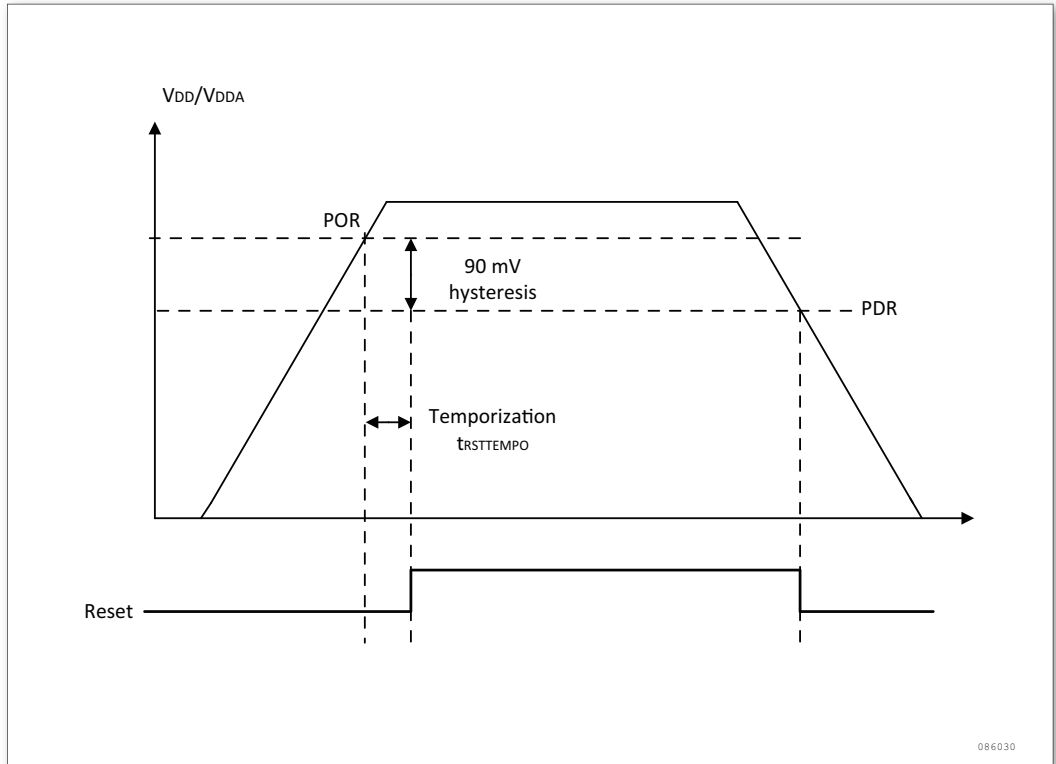 VDD/VDDA
POR
90 mV
hysteresis
PDR
Temporization
tRSTTEMPO
Reset
086030